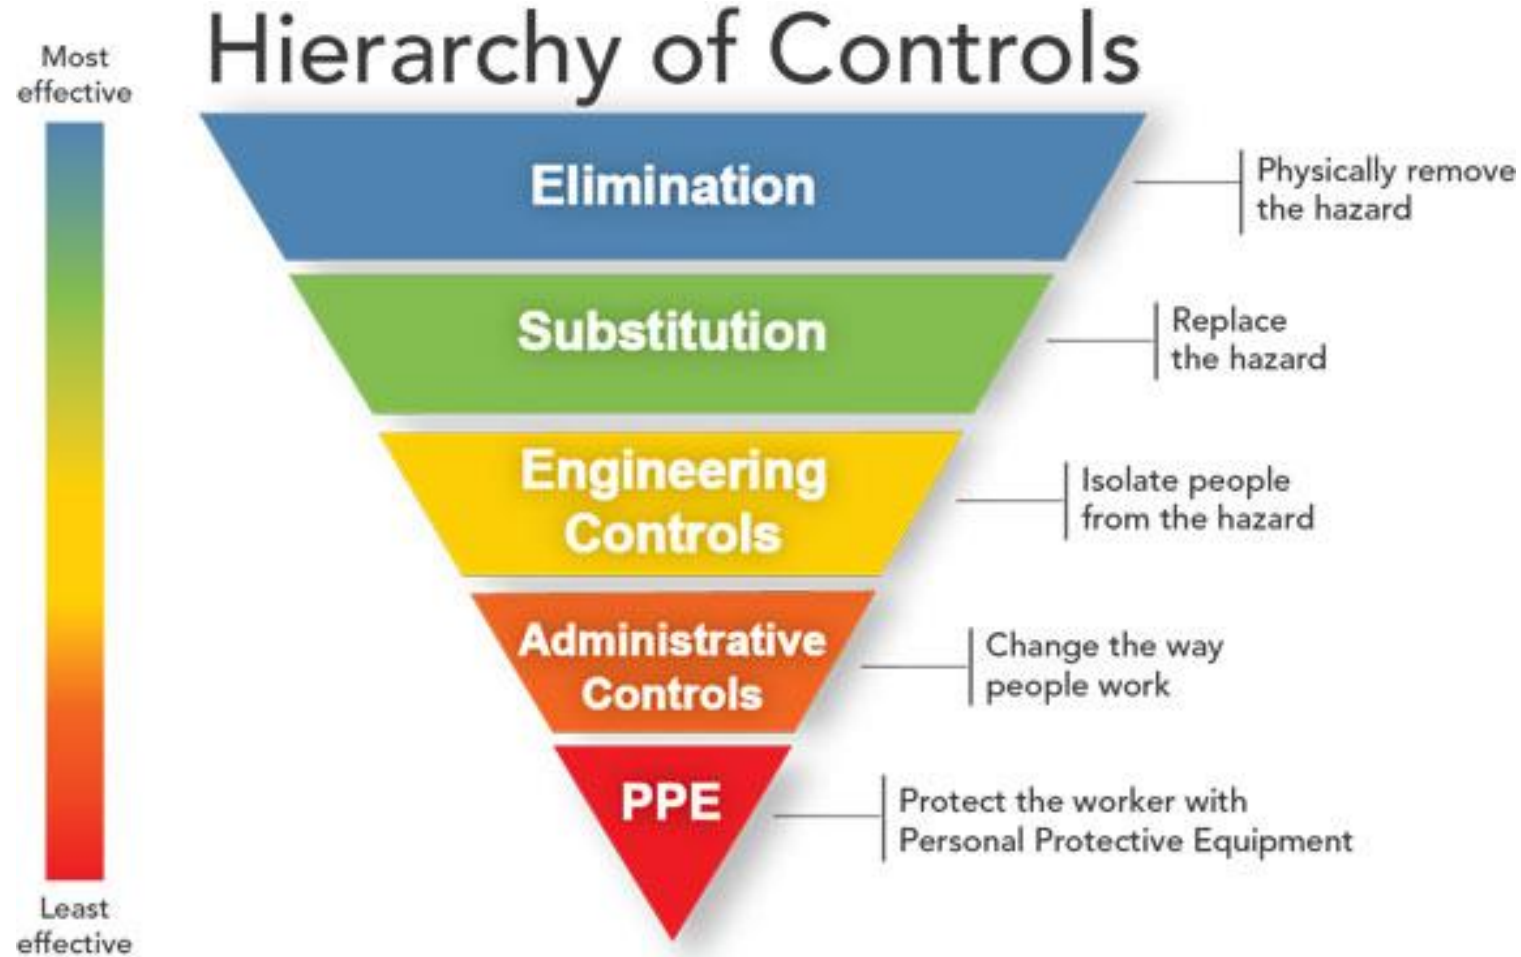 Hierarchy of Controls
Most
effective
Elimination
Physically remove
the hazard
Substitution
Replace
the hazard
Engineering
Controls
Isolate people
from the hazard
Administrative
Controls
Change the way
people work
PPE
Protect the worker with
Personal Protective Equipment
Least
effective